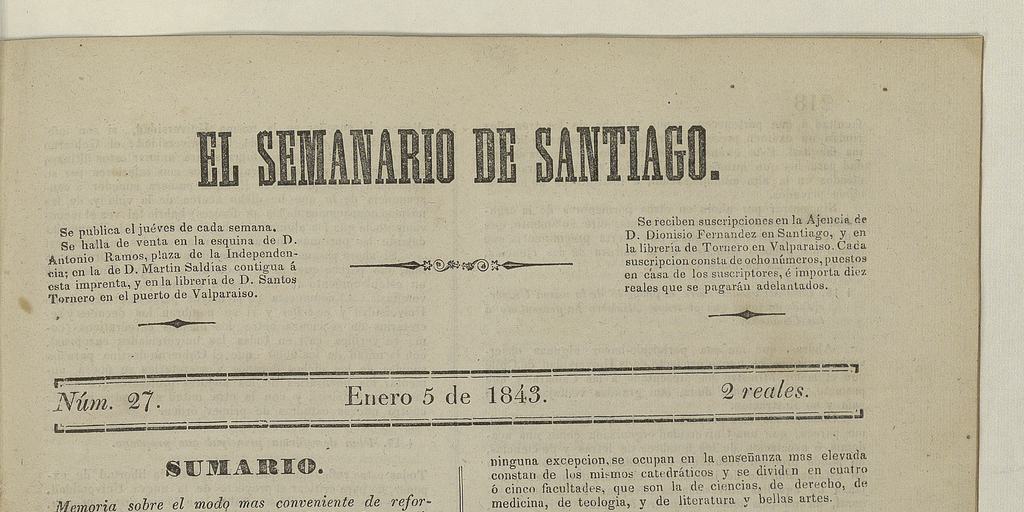 EL SEMANARIO DE SANTIAGO.
Se publica el juéves de cada semana.
Se halla de venta en la esquina de D.
Antonio Ramos, plaza de la Independen-
cia; en la de D. Martin Saldías contigua á
esta imprenta, y en la librería de D. Santos
Tornero en el puerto de Valparaiso.
Se reciben suscripciones en la Ajencia de
D. Dionisio Fernandez en Santiago, y en
la librería de Tornero en Valparaiso. Cada
suscripcion consta de ocho números, puestos
en cása de los suscriptores, é importa diez
reales que se pagarán adelantados.
Núm. 27.
Enero 5 de 1843.
2 reales.
SUMARIO.
Memoria sobre el modo mas conveniente de refor-
ninguna excepcion, se ocupan en la enseñanza mas elevada
constan de los mismos catedráticos y se dividen en cuatro
ó cinco facultades, que son la de ciencias, de derecho, de
medicina, de teologia, y de literatura y bellas artes.